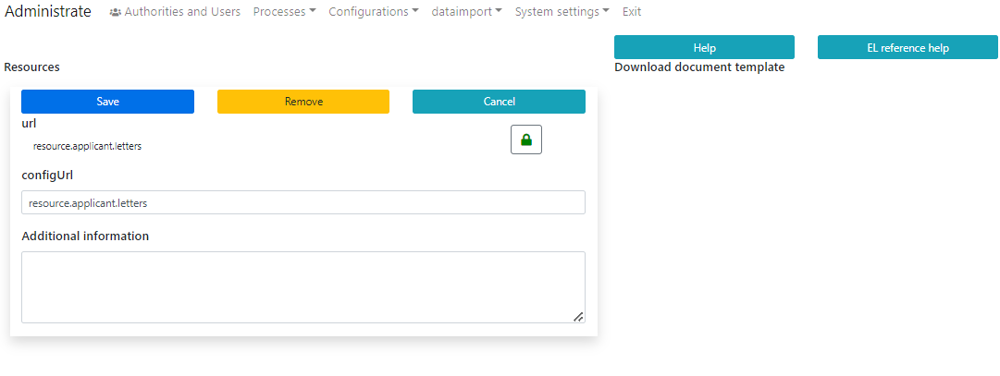 Administrate Authorities and Users Processes Configurations dataimport System settings Exit
Help EL reference help
Resources Download document template
Save Remove Cancel
url
resource.applicant.letters
configUrl
resource.applicant.letters
Additional information